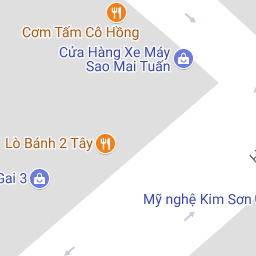 Cơm Tấm Cô Hồng
Cửa Hàng Xe Máy
Sao Mai Tuấn
Lò Bánh 2 Tây
Gai 3
Mỹ nghệ Kim Sơn